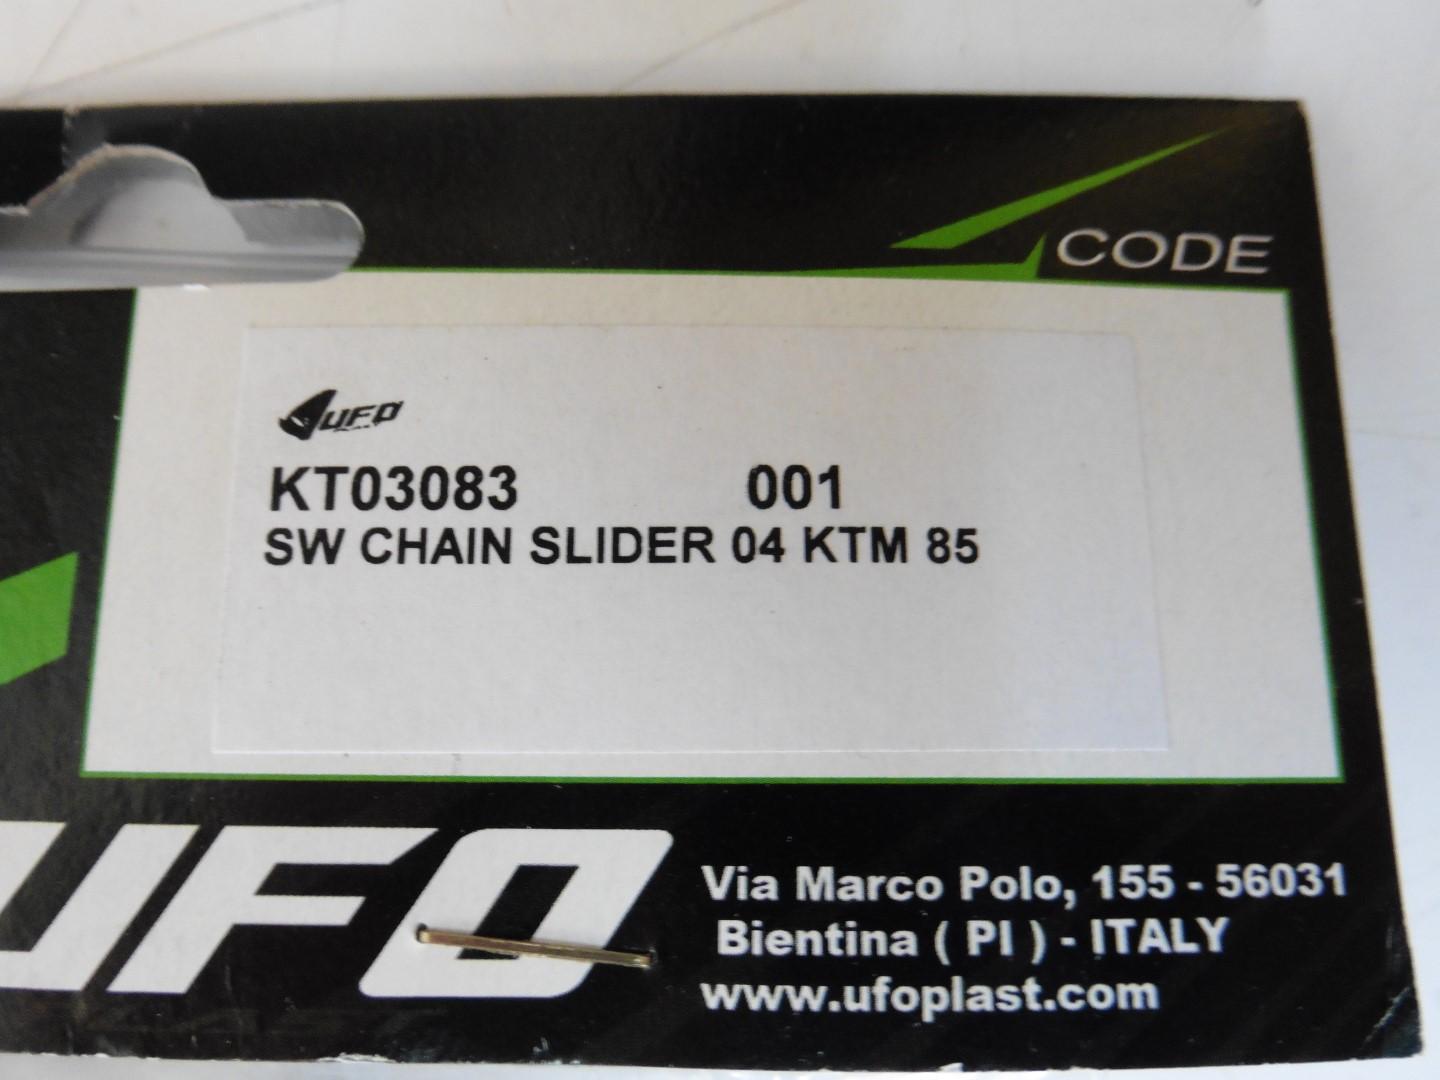 CODE
UFO
KT03083 001
SW CHAIN SLIDER 04 KTM 85
UFO
Via Marco Polo, 155 - 56031
Bientina ( PI ) - ITALY
www.ufoplast.com